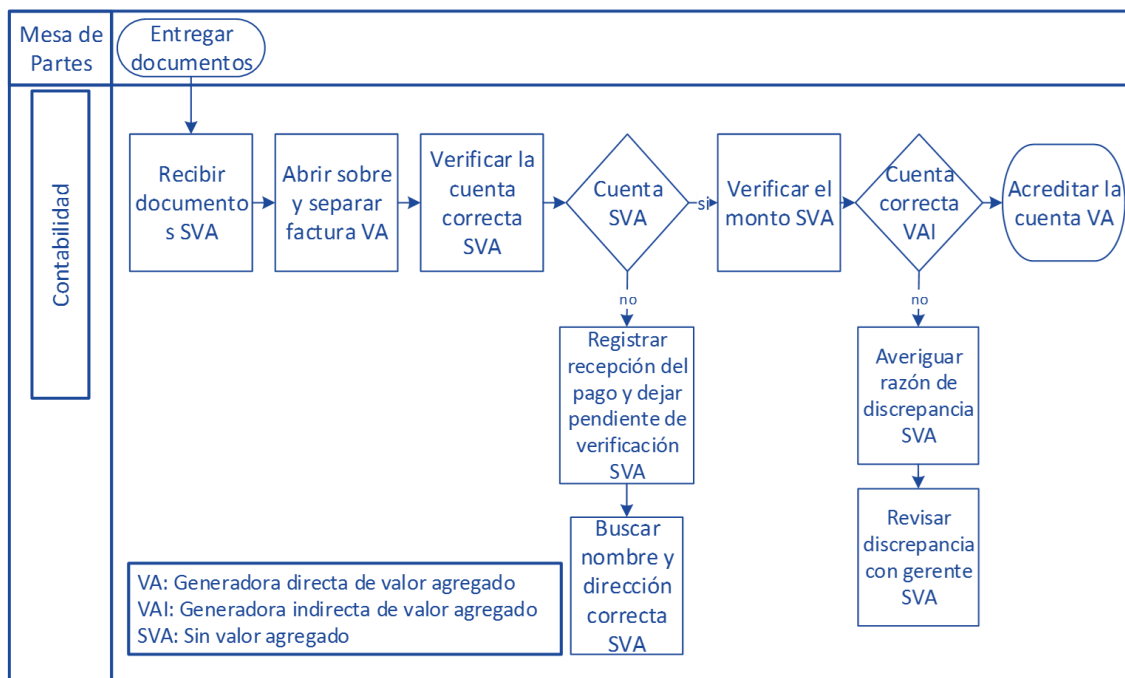 Mesa de
Partes
Entregar
documentos
Contabilidad
Recibir
documento
s SVA
Abrir sobre
y separar
factura VA
Verificar la
cuenta
correcta
SVA
Cuenta
SVA
si
Verificar el
monto SVA
Cuenta
correcta
VAI
Acreditar la
cuenta VA
no
no
Registrar
recepción del
pago y dejar
pendiente de
verificación
SVA
Averiguar
razón de
discrepancia
SVA
Buscar
nombre y
dirección
correcta
SVA
Revisar
discrepancia
con gerente
SVA
VA: Generadora directa de valor agregado
VAI: Generadora indirecta de valor agregado
SVA: Sin valor agregado